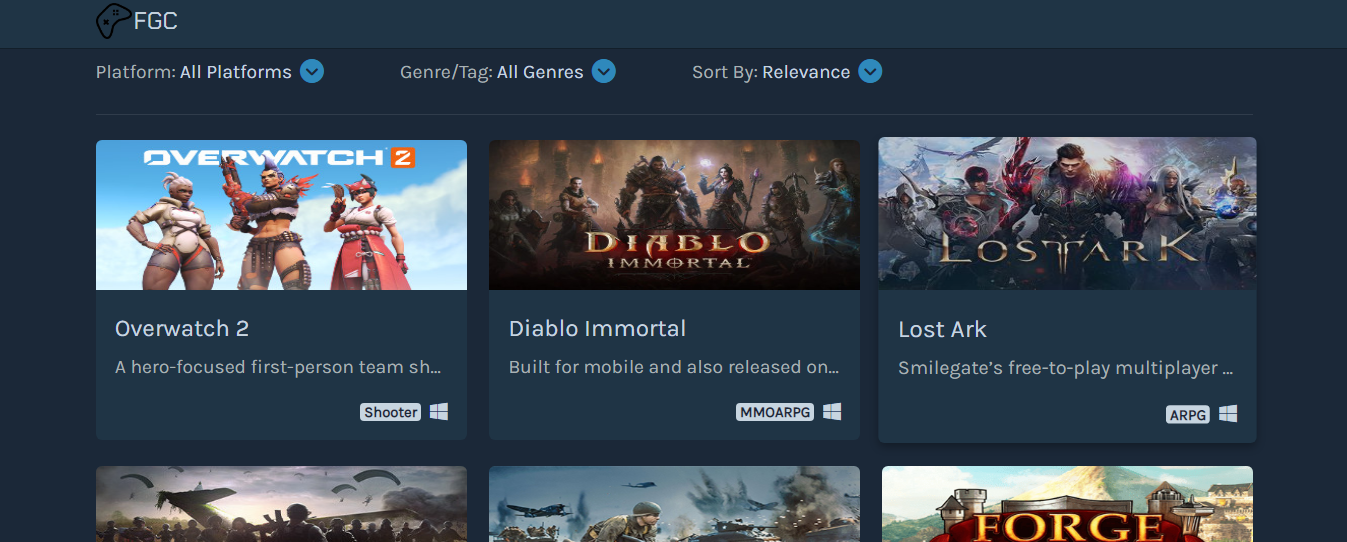 FGC
Platform: All Platforms
Genre/Tag: All Genres
Sort By: Relevance
OVERWATCH 2
DIABLO
IMMORTAL
LOST ARK
Overwatch 2
A hero-focused first-person team sh...
Shooter
Diablo Immortal
Built for mobile and also released on...
MMOARPG
Lost Ark
Smilegate’s free-to-play multiplayer ...
ARPG
FORGE